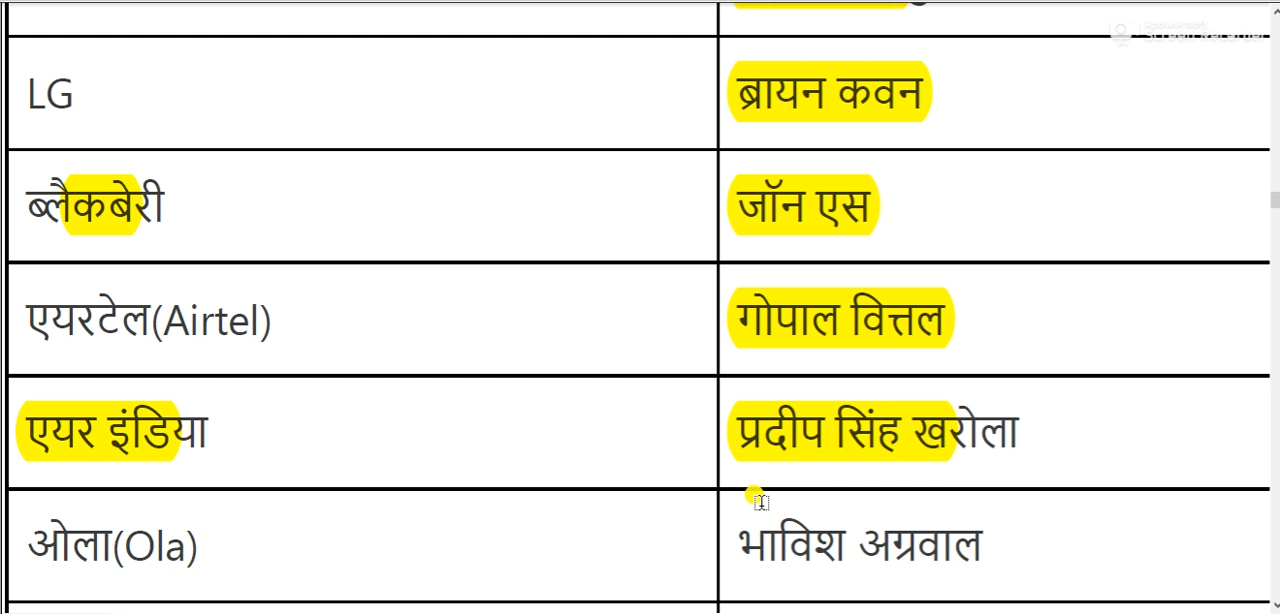 LG ब्रायन कवन
ब्लैकबेरी जॉन एस
एयरटेल(Airtel) गोपाल वित्तल
एयर इंडिया प्रदीप सिंह खरोला
ओला(Ola) भाविश अग्रवाल